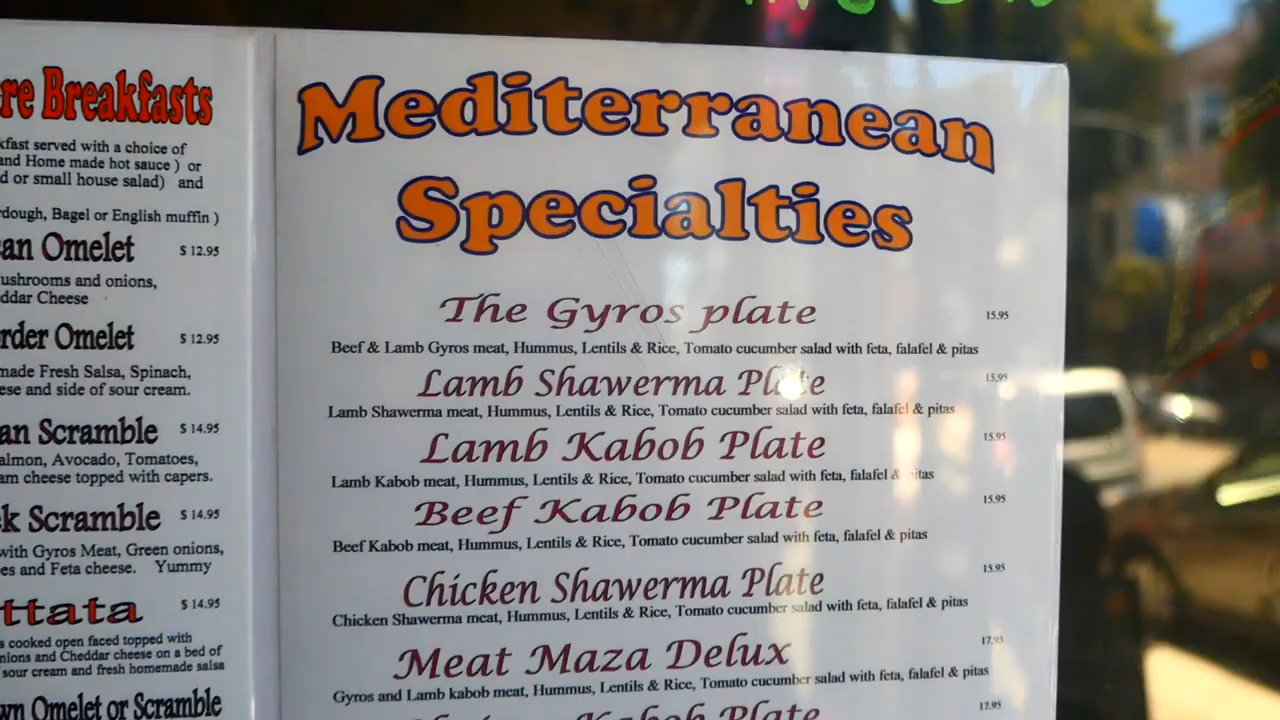 re Breakfasts
kfast served with a choice of
and Home made hot sauce ) or
d or small house salad) and
rdough, Bagel or English muffin )
an Omelet $ 12.95
ushrooms and onions,
ddar Cheese
rder Omelet $ 12.95
made Fresh Salsa, Spinach,
ese and side of sour cream.
an Scramble $ 14.95
almon, Avocado, Tomatoes,
am cheese topped with capers.
k Scramble $ 14.95
with Gyros Meat, Green onions,
es and Feta cheese. Yummy
ttata $ 14.95
s cooked open faced topped with
nions and Cheddar cheese on a bed of
sour cream and fresh homemade salsa
wn Omelet or Scramble
Mediterranean
Specialties
The Gyros plate 15.95
Beef & Lamb Gyros meat, Hummus, Lentils & Rice, Tomato cucumber salad with feta, falafel & pitas
Lamb Shawerma Plate 15.95
Lamb Shawerma meat, Hummus, Lentils & Rice, Tomato cucumber salad with feta, falafel & pitas
Lamb Kabob Plate 15.95
Lamb Kabob meat, Hummus, Lentils & Rice, Tomato cucumber salad with feta, falafel & pitas
Beef Kabob Plate 15.95
Beef Kabob meat, Hummus, Lentils & Rice, Tomato cucumber salad with feta, falafel & pitas
Chicken Shawerma Plate 15.95
Chicken Shawerma meat, Hummus, Lentils & Rice, Tomato cucumber salad with feta, falafel & pitas
Meat Maza Delux 17.95
Gyros and Lamb kabob meat, Hummus, Lentils & Rice, Tomato cucumber salad with feta, falafel & pitas
Kabob Plate 17.95